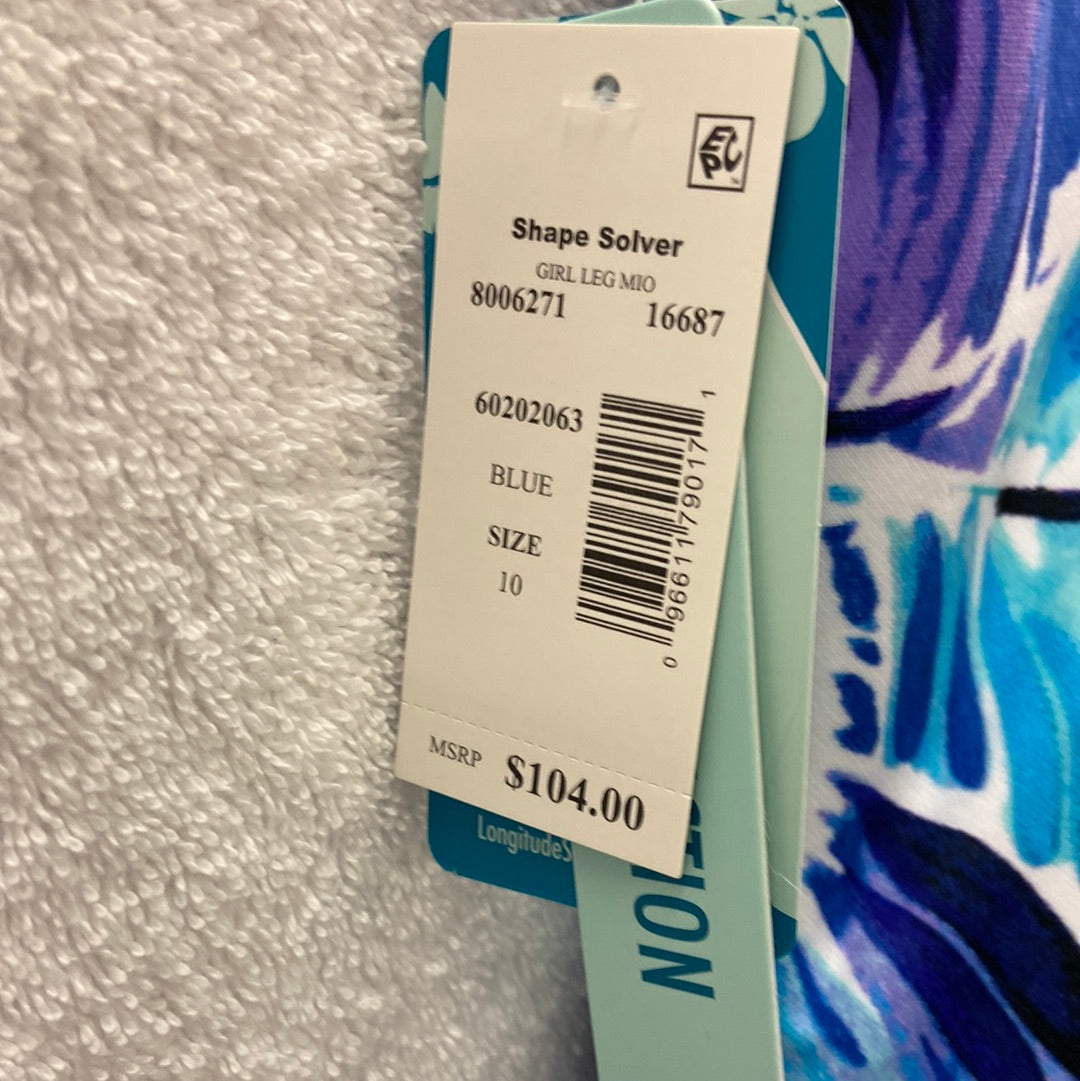 EPC
™
Shape Solver
GIRL LEG MIO
8006271 16687
60202063
BLUE
SIZE
10
0 96611 79017 1
MSRP $104.00
LongitudeS